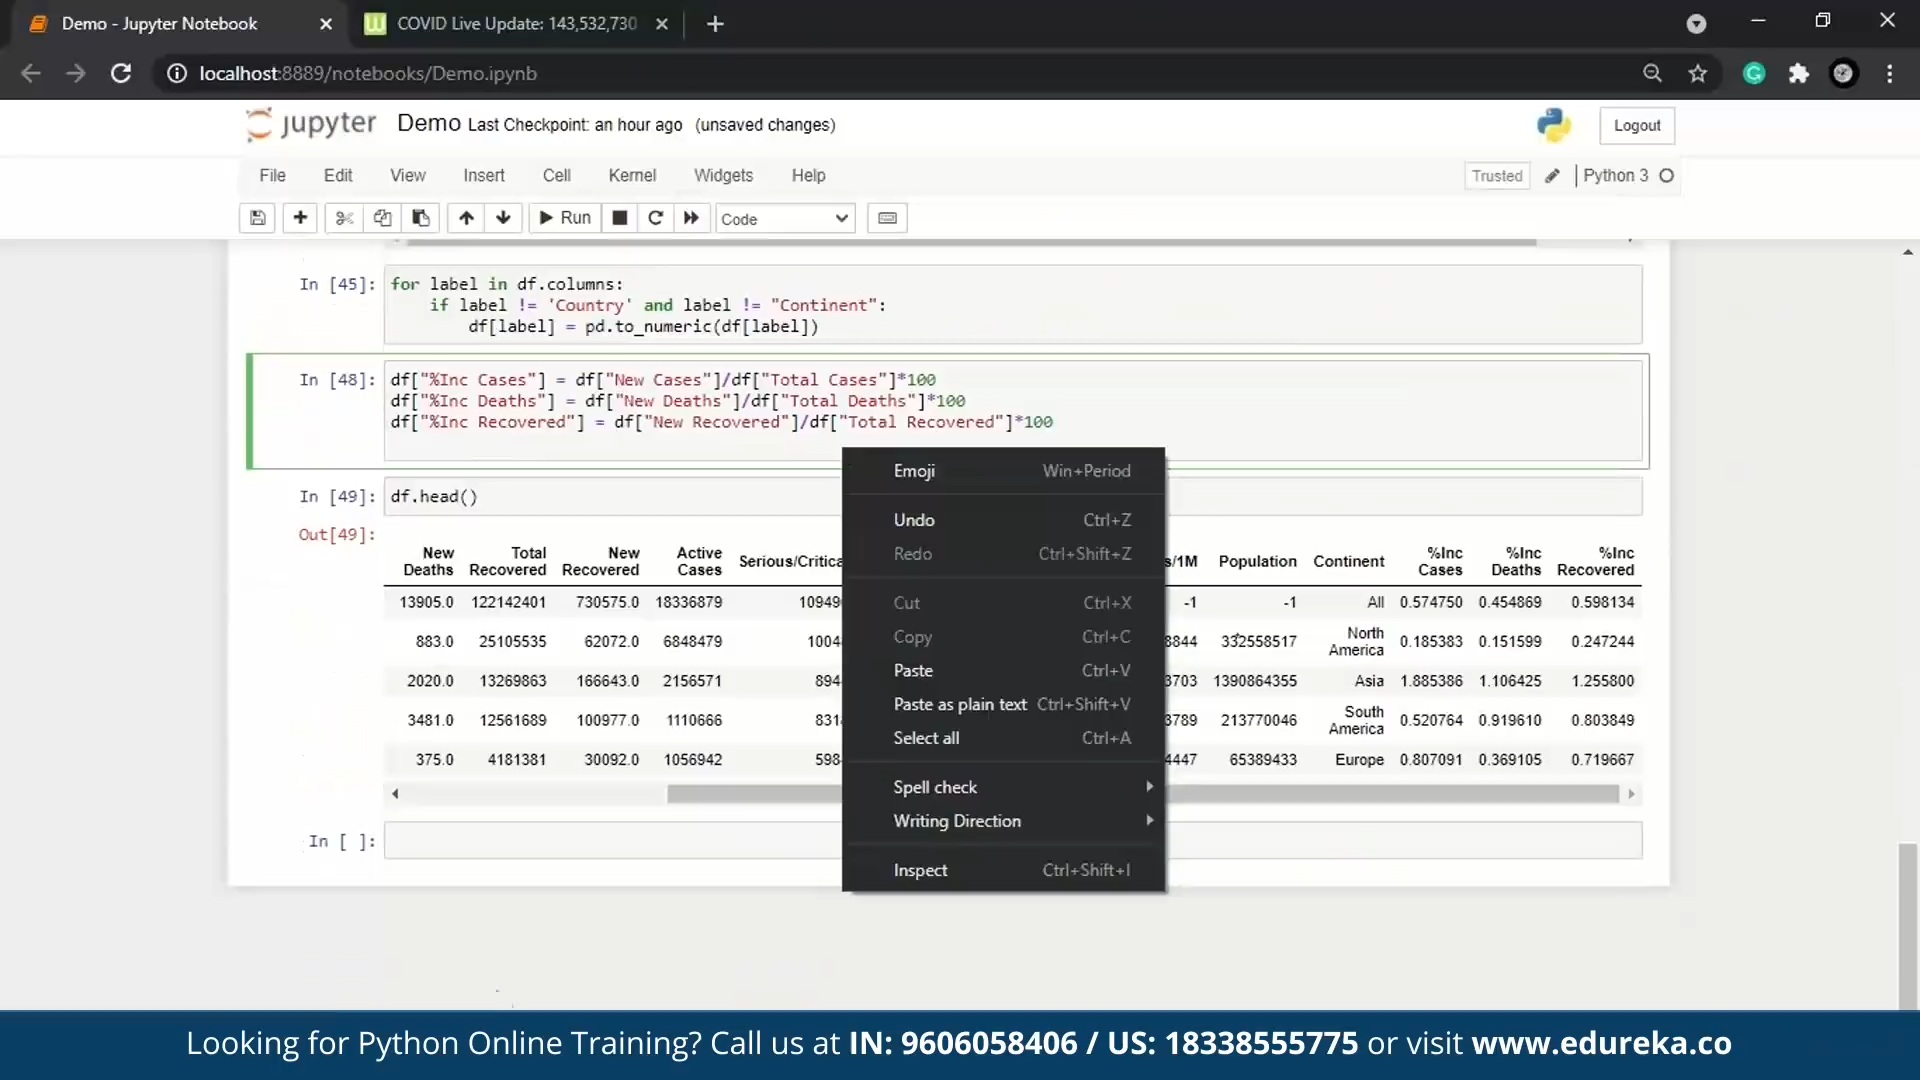 Demo - Jupyter Notebook
COVID Live Update: 143,532,730
localhost:8889/notebooks/Demo.ipynb
jupyter Demo Last Checkpoint: an hour ago (unsaved changes)
Logout
File Edit View Insert Cell Kernel Widgets Help
Trusted
Python 3
Run
Code
In [45]: for label in df.columns:
if label != 'Country' and label != "Continent":
df[label] = pd.to_numeric(df[label])
In [48]: df["%Inc Cases"] = df["New Cases"]/df["Total Cases"]*100
df["%Inc Deaths"] = df["New Deaths"]/df["Total Deaths"]*100
df["%Inc Recovered"] = df["New Recovered"]/df["Total Recovered"]*100
In [49]: df.head()
Out[49]:
New Deaths Total Recovered New Recovered Active Cases Serious/Critica s/1M Population Continent %Inc Cases %Inc Deaths %Inc Recovered
13905.0 122142401 730575.0 18336879 10949 -1 -1 All 0.574750 0.454869 0.598134
883.0 25105535 62072.0 6848479 1004 8844 332558517 North America 0.185383 0.151599 0.247244
2020.0 13269863 166643.0 2156571 894 3703 1390864355 Asia 1.885386 1.106425 1.255800
3481.0 12561689 100977.0 1110666 831 3789 213770046 South America 0.520764 0.919610 0.803849
375.0 4181381 30092.0 1056942 598 4447 65389433 Europe 0.807091 0.369105 0.719667
In [ ]:
Emoji Win+Period
Undo Ctrl+Z
Redo Ctrl+Shift+Z
Cut Ctrl+X
Copy Ctrl+C
Paste Ctrl+V
Paste as plain text Ctrl+Shift+V
Select all Ctrl+A
Spell check
Writing Direction
Inspect Ctrl+Shift+I
Looking for Python Online Training? Call us at IN: 9606058406 / US: 18338555775 or visit www.edureka.co